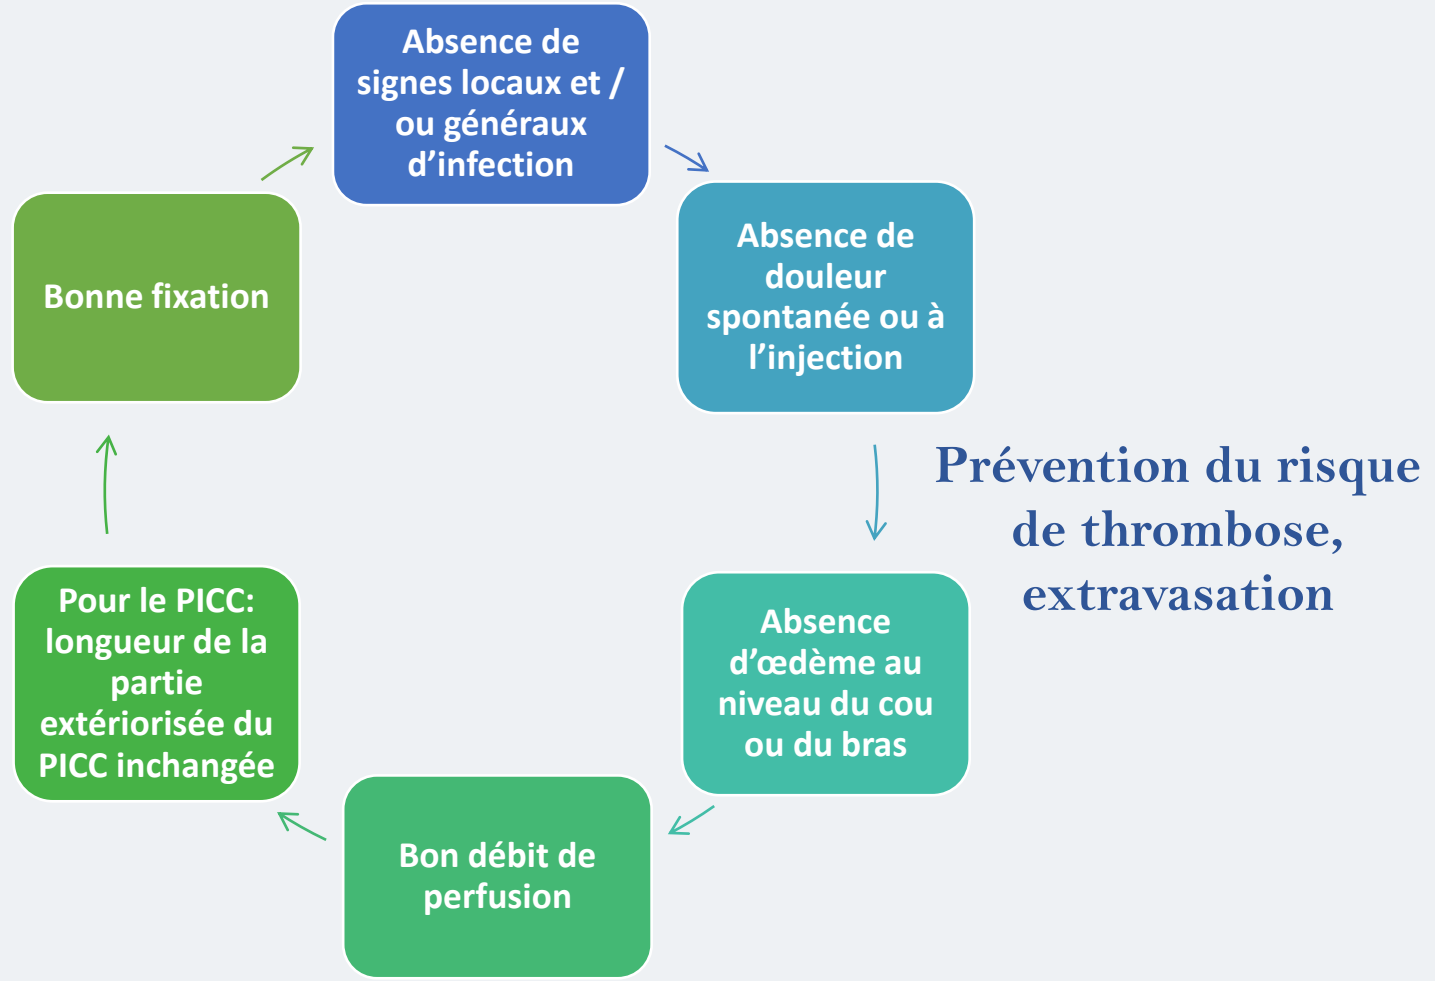 Absence de
signes locaux et /
ou généraux
d’infection
Absence de
douleur
spontanée ou à
l’injection
Prévention du risque
de thrombose,
extravasation
Absence
d’œdème au
niveau du cou
ou du bras
Bon débit de
perfusion
Pour le PICC:
longueur de la
partie
extériorisée du
PICC inchangée
Bonne fixation